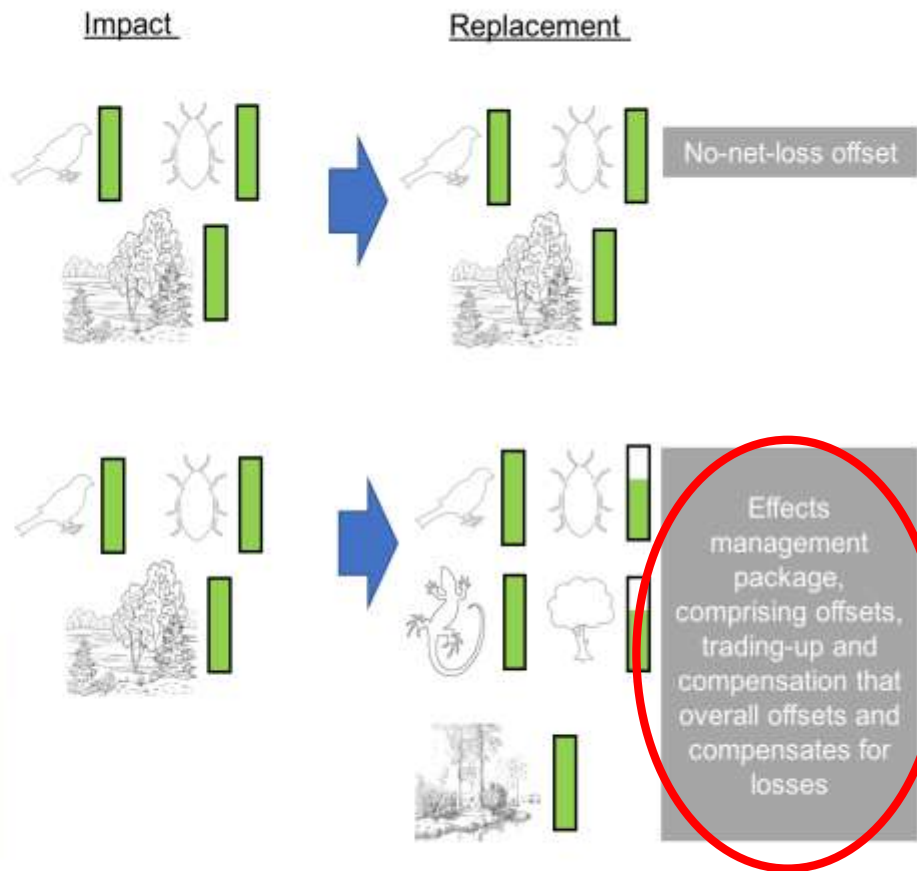 Impact
Replacement
No-net-loss offset
Effects
management
package,
comprising offsets,
trading-up and
compensation that
overall offsets and
compensates for
losses